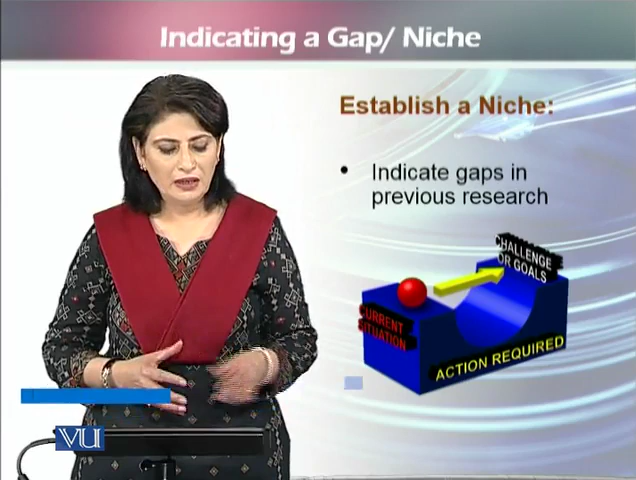 Indicating a Gap/ Niche
Establish a Niche:
• Indicate gaps in
previous research
CHALLENGE
OR GOALS
CURRENT
SITUATION
ACTION REQUIRED
VU